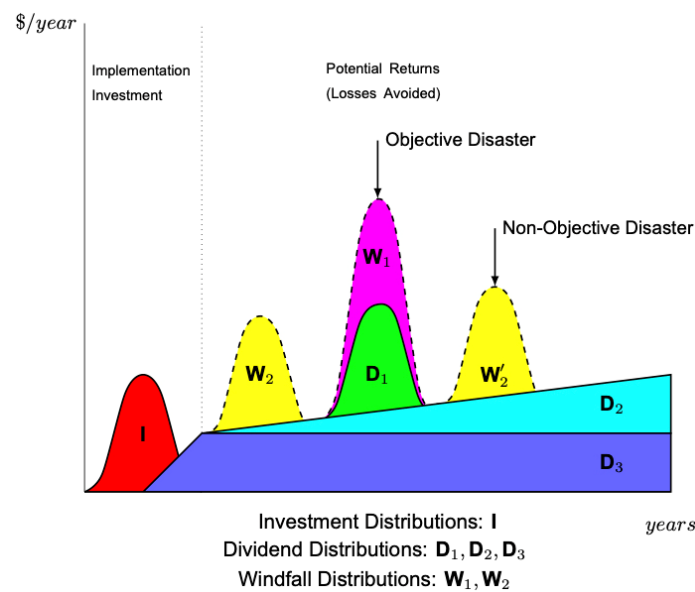 $/year
Implementation
Investment
Potential Returns
(Losses Avoided)
Objective Disaster
Non-Objective Disaster
W₁
W₂
D₁
W₂′
D₂
I
D₃
Investment Distributions: I
years
Dividend Distributions: D₁, D₂, D₃
Windfall Distributions: W₁, W₂